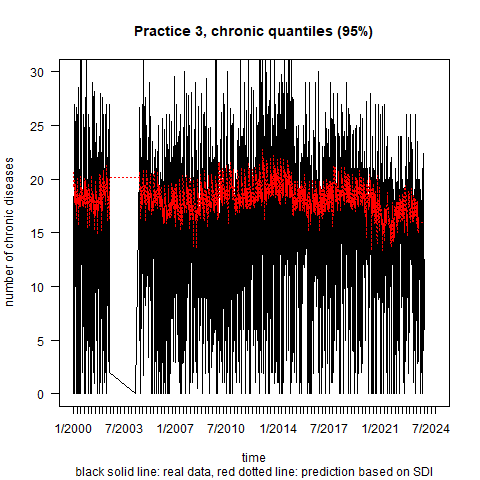 Practice 3, chronic quantiles (95%)
number of chronic diseases
30
25
20
15
10
5
0
1/2000 7/2003 1/2007 7/2010 1/2014 7/2017 1/2021 7/2024
time
black solid line: real data, red dotted line: prediction based on SDI